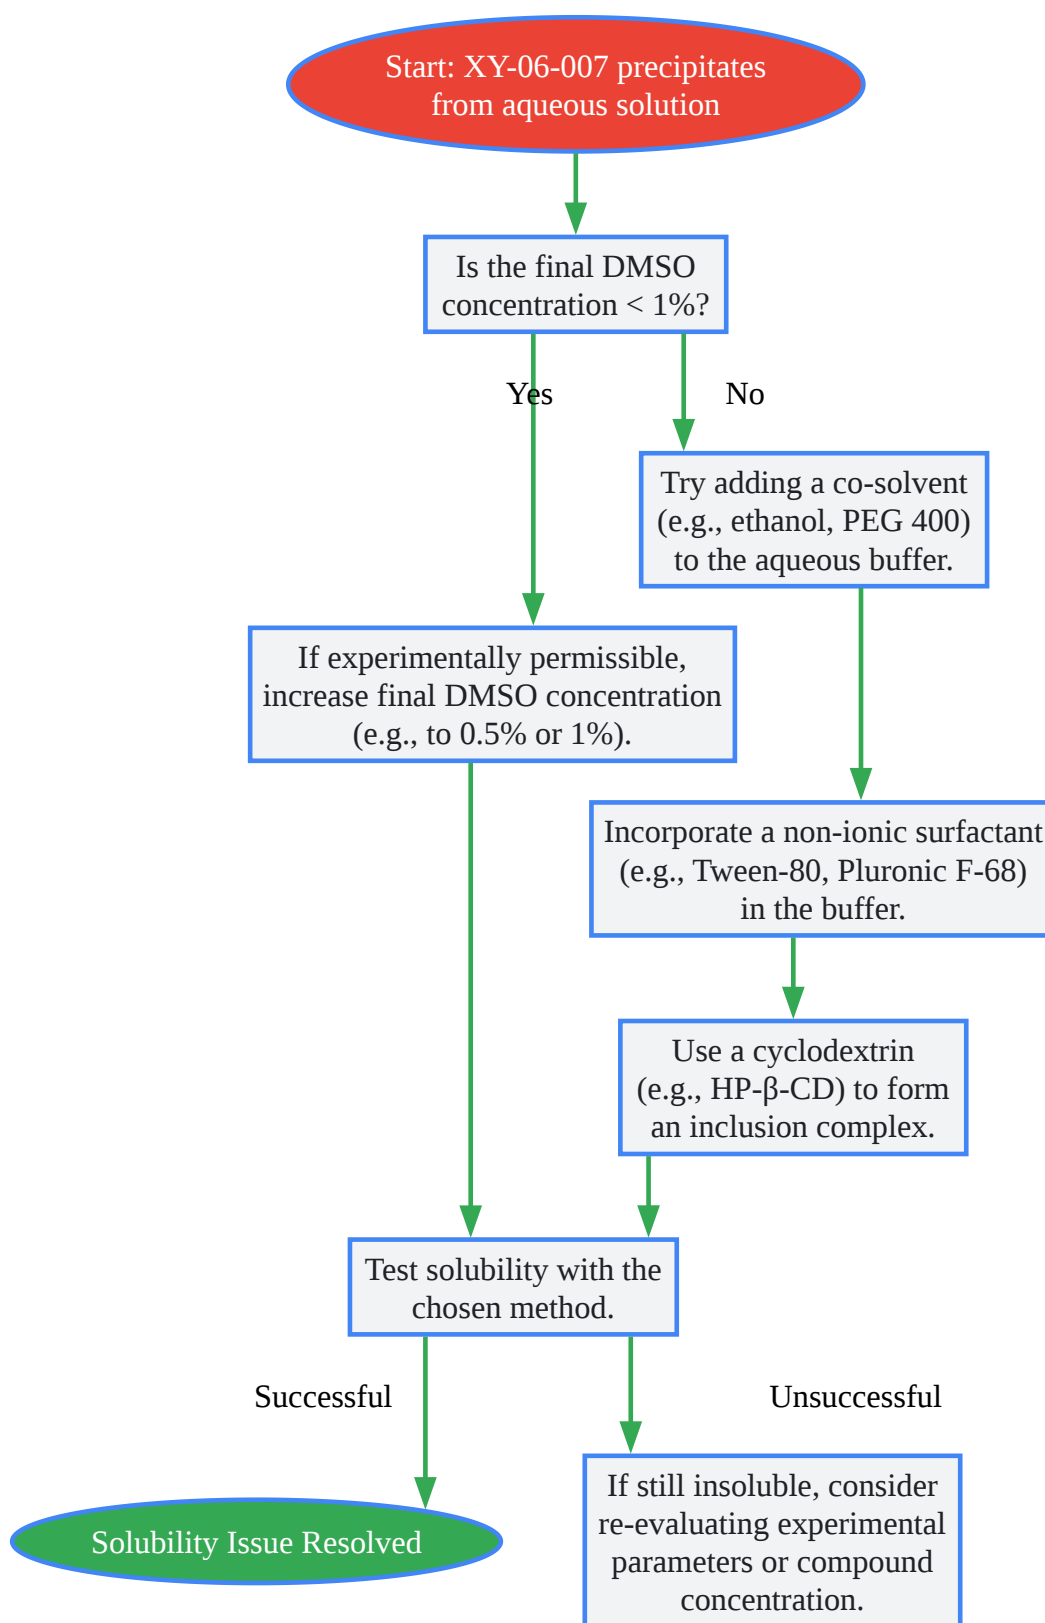 Start: XY-06-007 precipitates
from aqueous solution
Is the final DMSO
concentration < 1%?
Yes
No
Try adding a co-solvent
(e.g., ethanol, PEG 400)
to the aqueous buffer.
If experimentally permissible,
increase final DMSO concentration
(e.g., to 0.5% or 1%).
Incorporate a non-ionic surfactant
(e.g., Tween-80, Pluronic F-68)
in the buffer.
Use a cyclodextrin
(e.g., HP-β-CD) to form
an inclusion complex.
Test solubility with the
chosen method.
Successful
Unsuccessful
Solubility Issue Resolved
If still insoluble, consider
re-evaluating experimental
parameters or compound
concentration.